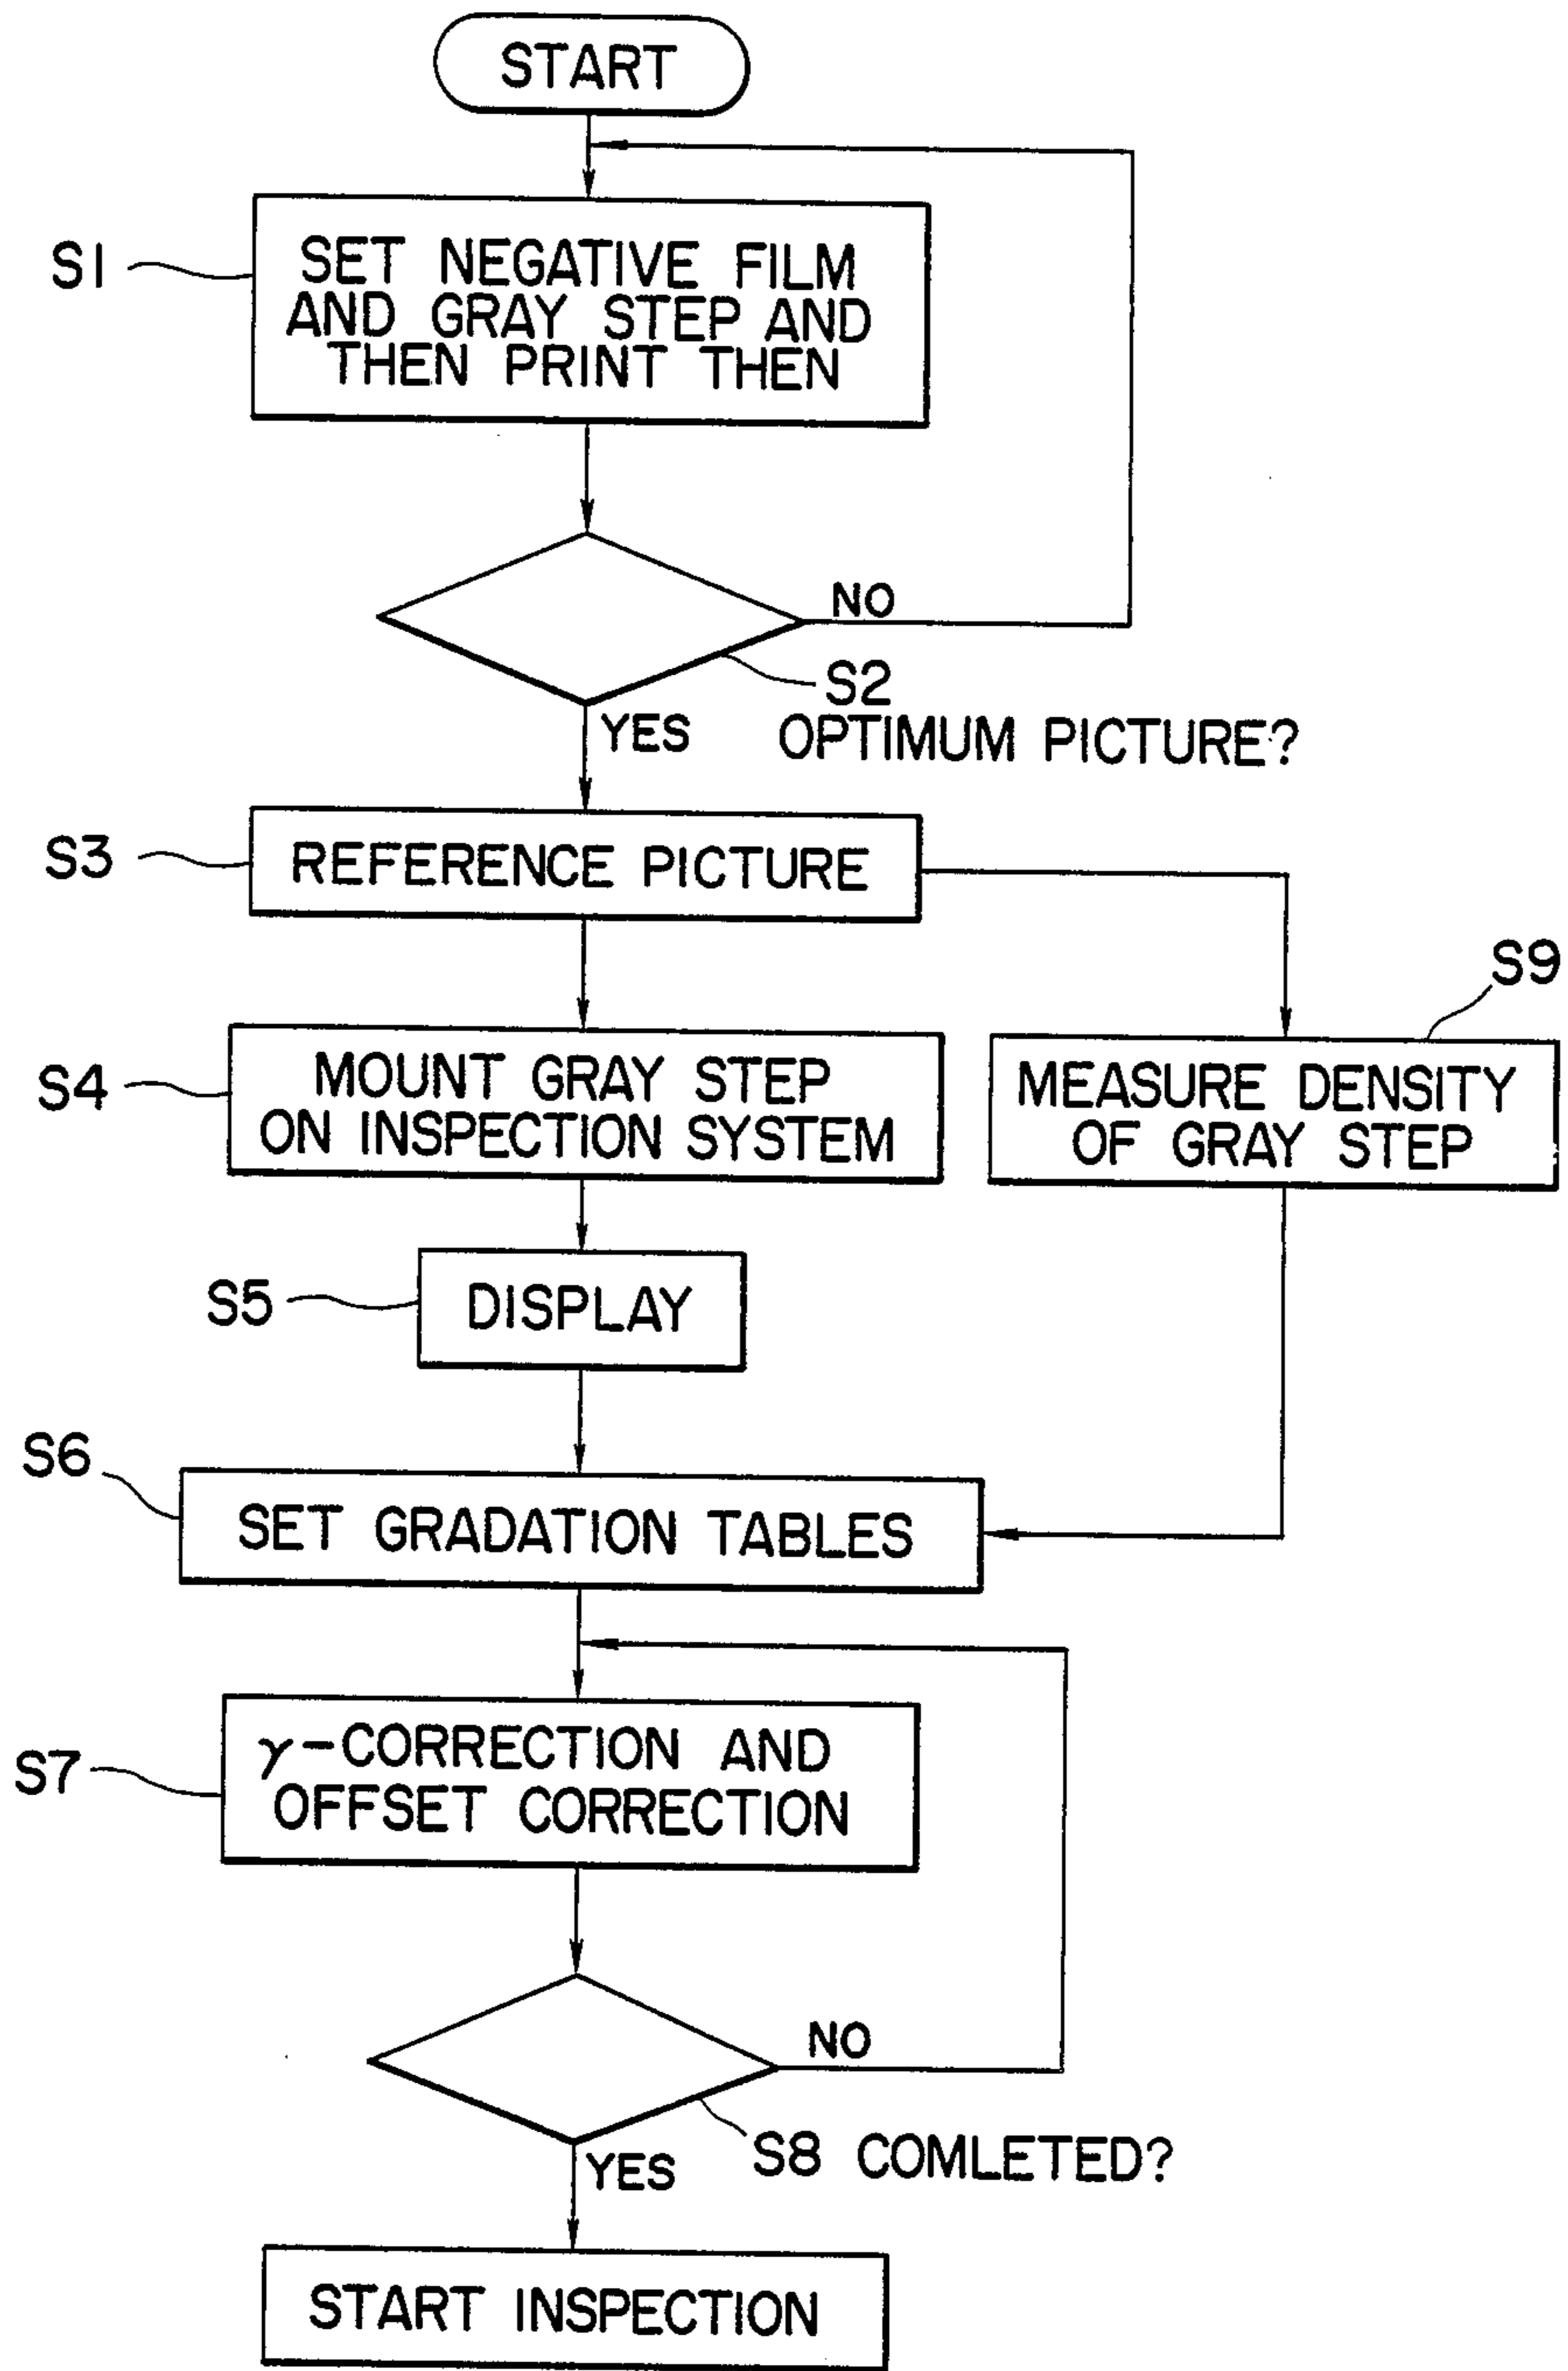 START
S1
SET NEGATIVE FILM
AND GRAY STEP AND
THEN PRINT THEN
NO
S2
YES
OPTIMUM PICTURE?
S3
REFERENCE PICTURE
S9
S4
MOUNT GRAY STEP
ON INSPECTION SYSTEM
MEASURE DENSITY
OF GRAY STEP
S5
DISPLAY
S6
SET GRADATION TABLES
S7
γ-CORRECTION AND
OFFSET CORRECTION
NO
S8 COMLETED?
YES
START INSPECTION